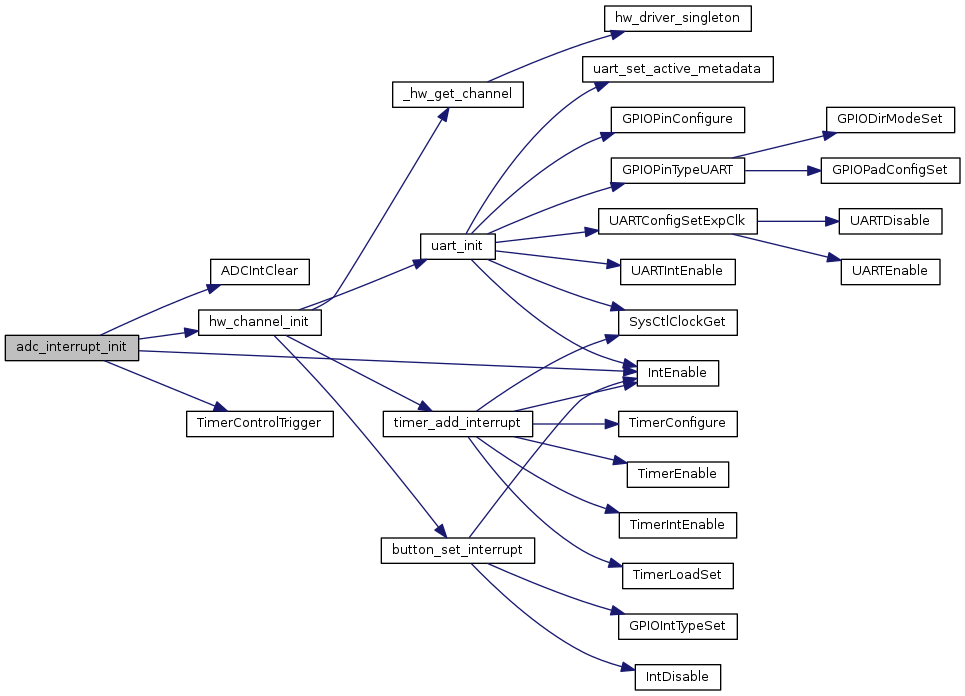 hw_driver_singleton
uart_set_active_metadata
_hw_get_channel
GPIOPinConfigure
GPIODirModeSet
GPIOPinTypeUART
GPIOPadConfigSet
UARTConfigSetExpClk
UARTDisable
uart_init
ADCIntClear
UARTIntEnable
UARTEnable
hw_channel_init
SysCtlClockGet
adc_interrupt_init
IntEnable
TimerControlTrigger
timer_add_interrupt
TimerConfigure
TimerEnable
TimerIntEnable
button_set_interrupt
TimerLoadSet
GPIOIntTypeSet
IntDisable